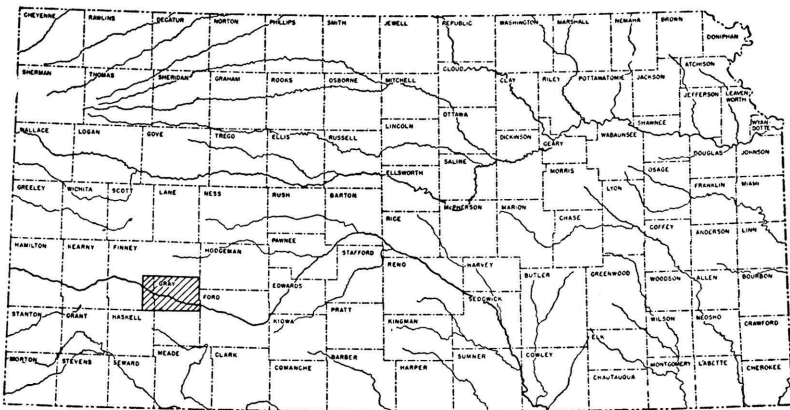 CHEYENNE RAWLINS DECATUR NORTON PHILLIPS SMITH JEWELL REPUBLIC WASHINGTON MARSHALL NEMAHA BROWN
DONIPHAN
SHERMAN THOMAS SHERIDAN GRAHAM ROOKS OSBORNE MITCHELL CLOUD CLAY RILEY POTTAWATOMIE JACKSON ATCHISON
JEFFERSON LEAVEN
WORTH
WYAN
DOTTE
WALLACE LOGAN GOVE TREGO ELLIS RUSSELL LINCOLN OTTAWA DICKINSON GEARY WABAUNSEE SHAWNEE
ELLSWORTH SALINE MORRIS OSAGE DOUGLAS JOHNSON
GREELEY WICHITA SCOTT LANE NESS RUSH BARTON McPHERSON MARION LYON FRANKLIN MIAMI
RICE CHASE COFFEY ANDERSON LINN
HAMILTON KEARNY FINNEY HODGEMAN PAWNEE STAFFORD RENO HARVEY
GRAY FORD EDWARDS SEDGWICK BUTLER GREENWOOD WOODSON ALLEN BOURBON
STANTON GRANT HASKELL KIOWA PRATT KINGMAN ELK WILSON NEOSHO CRAWFORD
MORTON STEVENS SEWARD MEADE CLARK COMANCHE BARBER HARPER SUMNER COWLEY CHAUTAUQUA MONTGOMERY LABETTE CHEROKEE